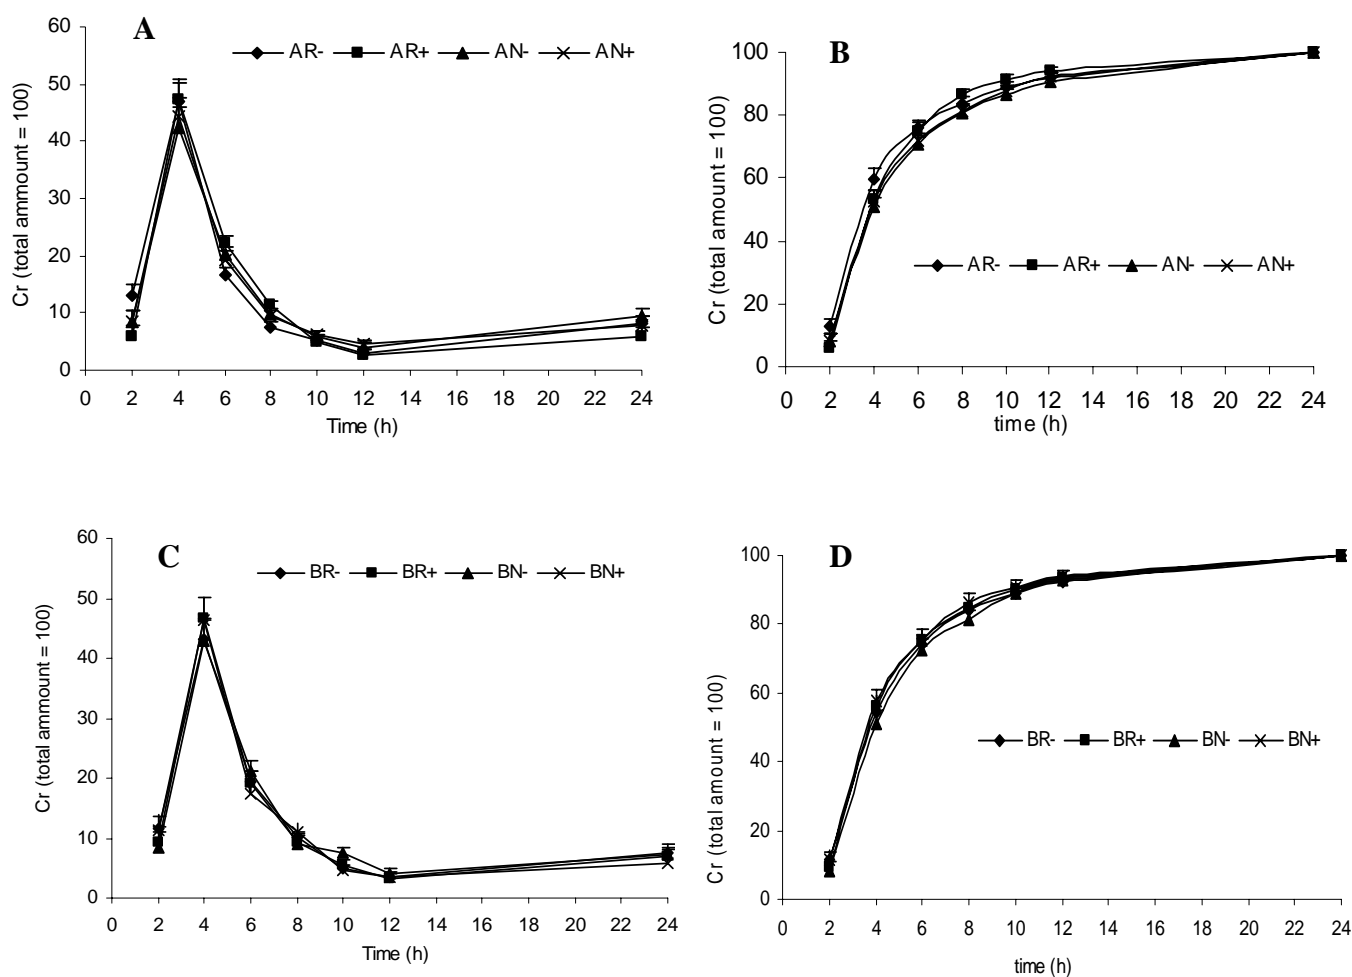 A
AR- AR+ AN- AN+
60
50
40
30
20
10
0
0 2 4 6 8 10 12 14 16 18 20 22 24
Cr (total ammount = 100)
Time (h)
B
100
80
60
40
20
0
AR- AR+ AN- AN+
0 2 4 6 8 10 12 14 16 18 20 22 24
Cr (total amount = 100)
time (h)
C
BR- BR+ BN- BN+
60
50
40
30
20
10
0
0 2 4 6 8 10 12 14 16 18 20 22 24
Cr (total ammount = 100)
Time (h)
D
100
80
60
40
20
0
BR- BR+ BN- BN+
0 2 4 6 8 10 12 14 16 18 20 22 24
Cr (total amount = 100)
time (h)